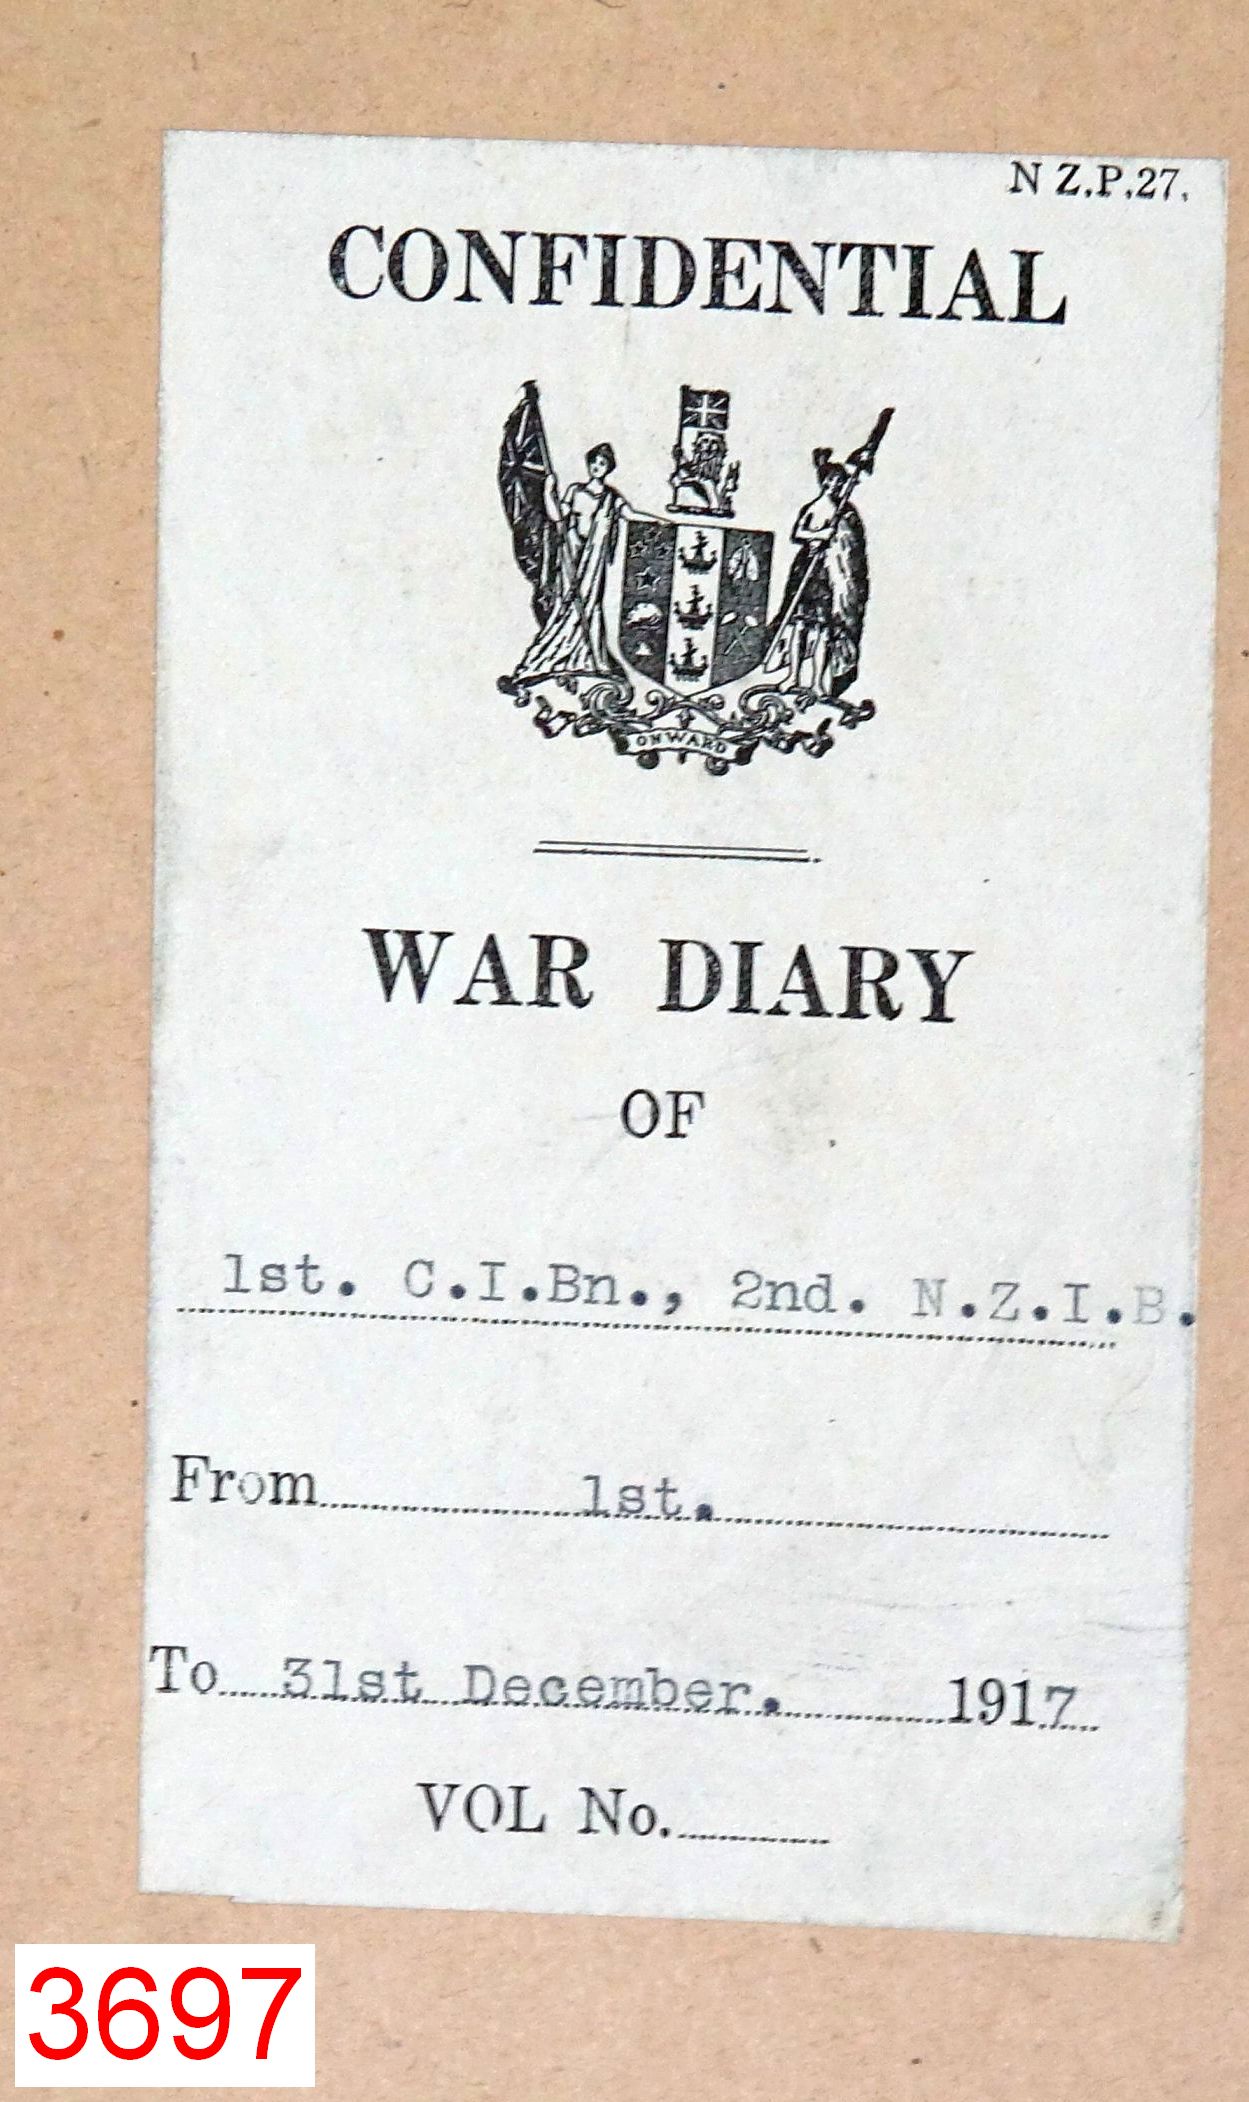 N Z.P.27.
CONFIDENTIAL
ONWARD
WAR DIARY
OF
1st. C.I.Bn., 2nd. N.Z.I.B.
From 1st.
To 31st December. 1917
VOL No.
3697